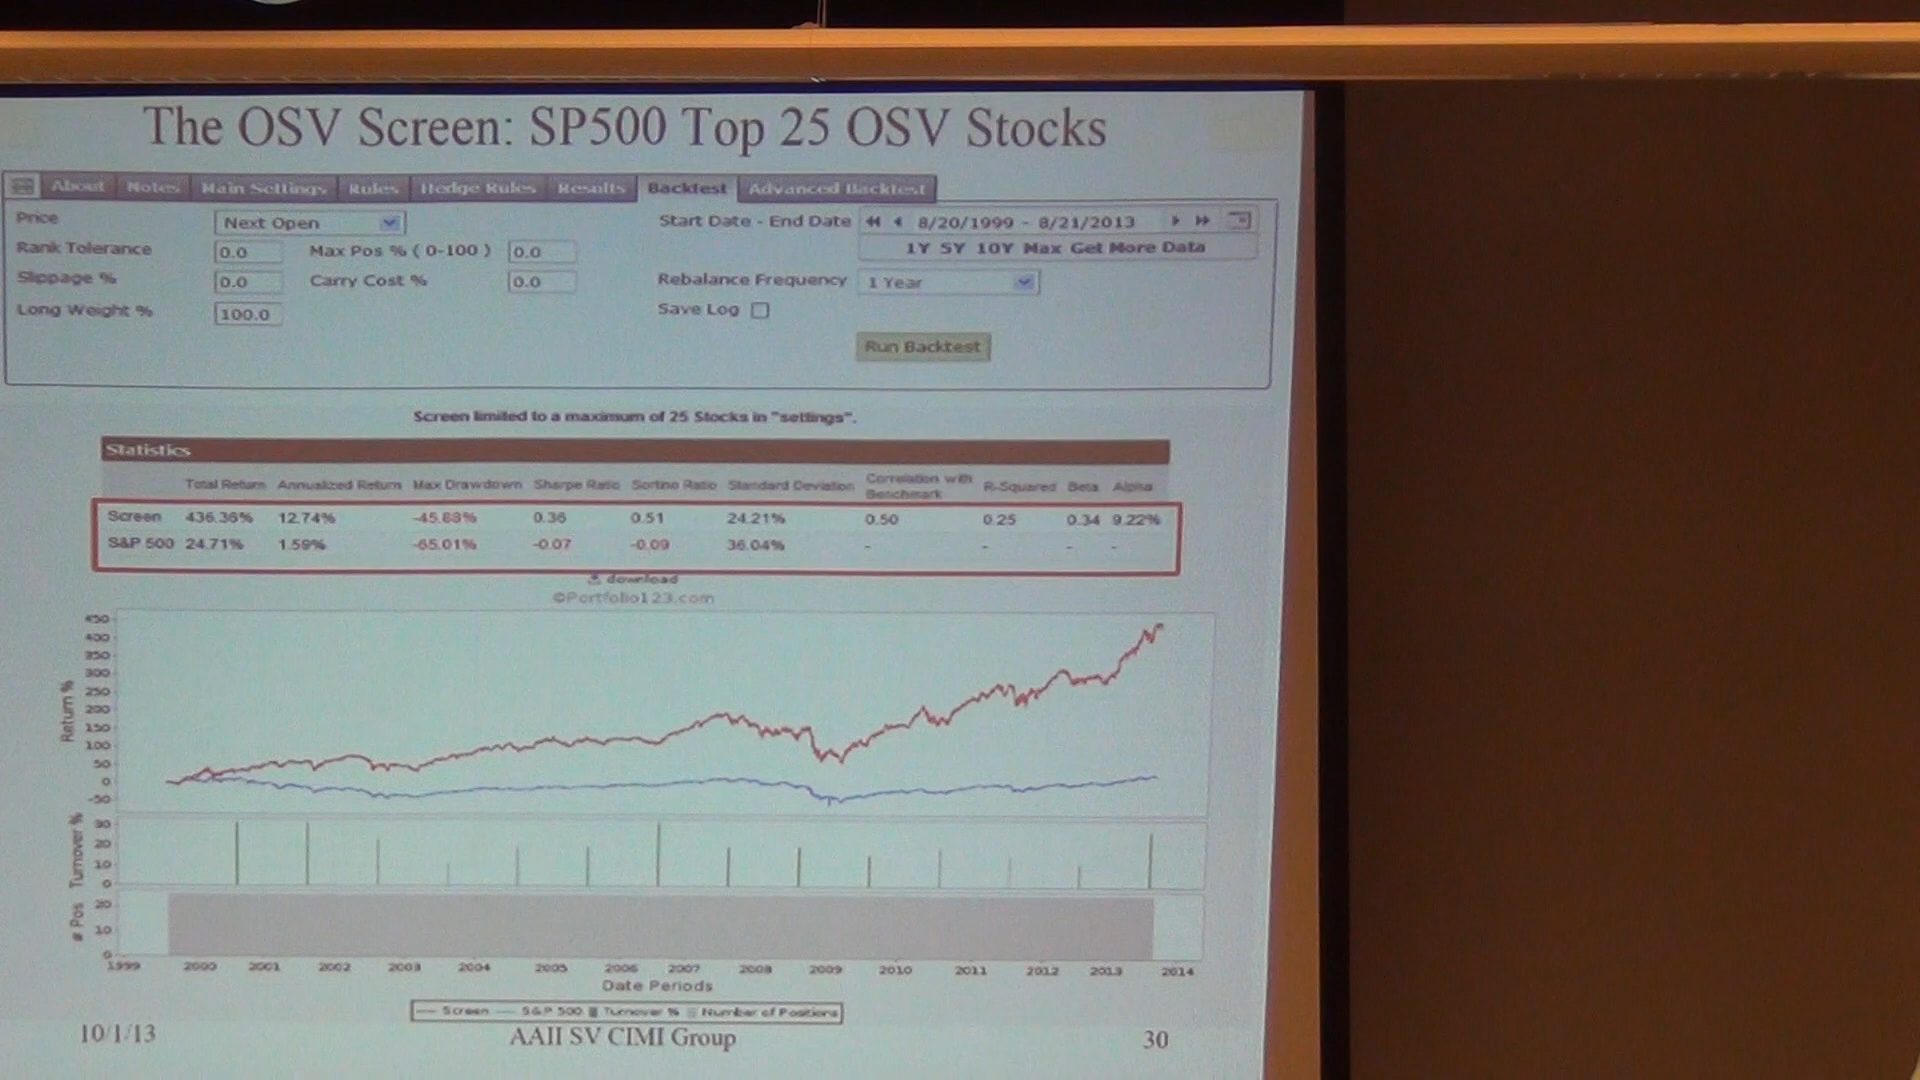 The OSV Screen: SP500 Top 25 OSV Stocks
About Notes Main Settings Rules Hedge Rules Results Backtest Advanced Backtest
Price Next Open Start Date - End Date 8/20/1999 - 8/21/2013
1Y 5Y 10Y Max Get More Data
Rank Tolerance 0.0 Max Pos % ( 0-100 ) 0.0
Slippage % 0.0 Carry Cost % 0.0 Rebalance Frequency 1 Year
Long Weight % 100.0 Save Log
Run Backtest
Screen limited to a maximum of 25 Stocks in "settings".
Statistics
Total Return Annualized Return Max Drawdown Sharpe Ratio Sortino Ratio Standard Deviation Correlation with Benchmark R-Squared Beta Alpha
Screen 436.36% 12.74% -45.83% 0.36 0.51 24.21% 0.50 0.25 0.34 9.22%
S&P 500 24.71% 1.59% -65.01% -0.07 -0.09 36.04% - - - -
download
©Portfolio123.com
450
400
350
300
250
200
150
100
50
0
-50
Return %
30
20
10
0
Turnover %
20
10
0
# Pos
1999 2000 2001 2002 2003 2004 2005 2006 2007 2008 2009 2010 2011 2012 2013 2014
Date Periods
Screen S&P 500 Turnover % Number of Positions
10/1/13 AAII SV CIMI Group 30